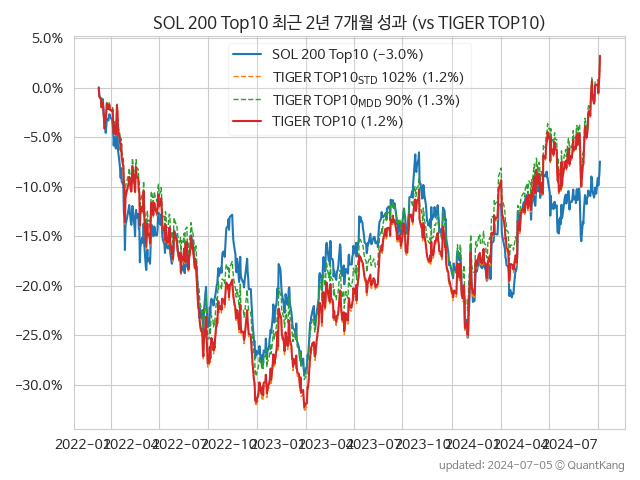 SOL 200 Top10 최근 2년 7개월 성과 (vs TIGER TOP10)
5.0%
0.0%
−5.0%
−10.0%
−15.0%
−20.0%
−25.0%
−30.0%
SOL 200 Top10 (−3.0%)
TIGER TOP10STD 102% (1.2%)
TIGER TOP10MDD 90% (1.3%)
TIGER TOP10 (1.2%)
2022-01 2022-04 2022-07 2022-10 2023-01 2023-04 2023-07 2023-10 2024-01 2024-04 2024-07
updated: 2024-07-05 © QuantKang